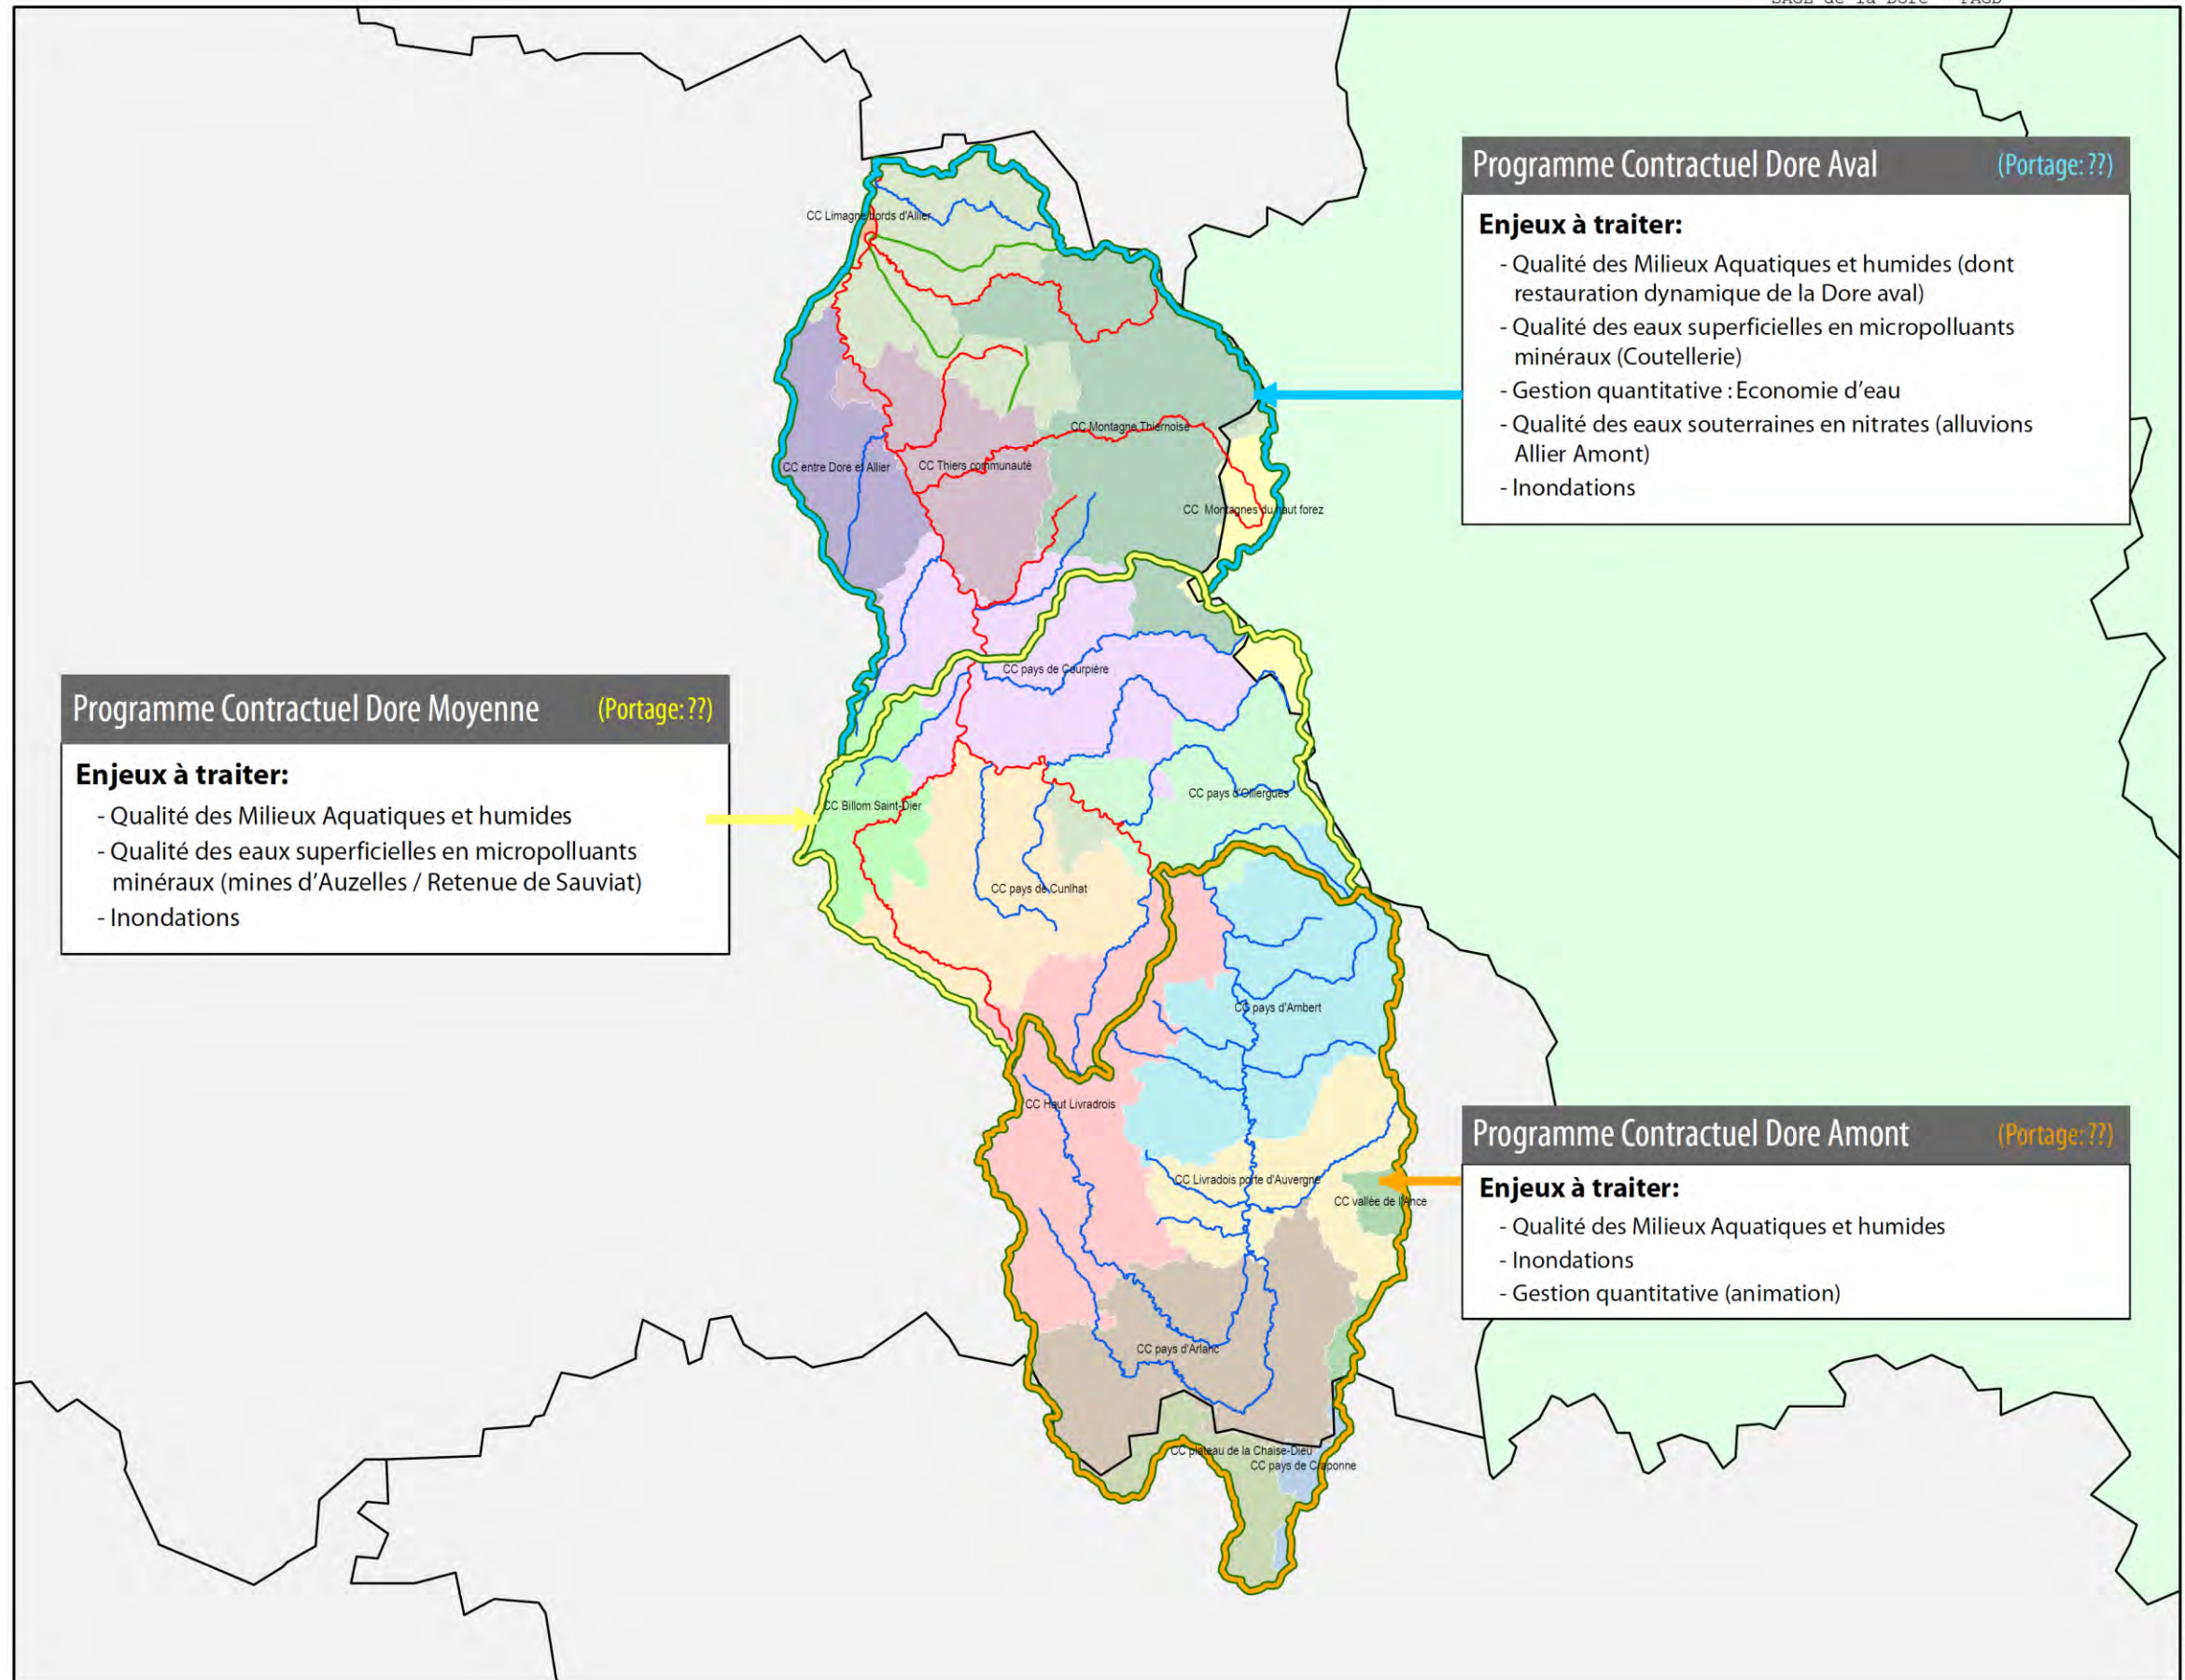 SAGE de la Dore - PAGD
Programme Contractuel Dore Aval (Portage: ??)
Enjeux à traiter:
- Qualité des Milieux Aquatiques et humides (dont
restauration dynamique de la Dore aval)
- Qualité des eaux superficielles en micropolluants
minéraux (Coutellerie)
- Gestion quantitative : Economie d'eau
- Qualité des eaux souterraines en nitrates (alluvions
Allier Amont)
- Inondations
CC Limagne bords d'Allier
CC Montagne Thiernoise
CC entre Dore et Allier
CC Thiers communauté
CC Montagnes du haut forez
CC pays de Courpière
Programme Contractuel Dore Moyenne (Portage: ??)
Enjeux à traiter:
- Qualité des Milieux Aquatiques et humides
- Qualité des eaux superficielles en micropolluants
minéraux (mines d'Auzelles / Retenue de Sauviat)
- Inondations
CC pays d'Olliergues
CC Billom Saint-Dier
CC pays de Cunlhat
CC pays d'Ambert
CC Haut Livradrois
Programme Contractuel Dore Amont (Portage: ??)
Enjeux à traiter:
- Qualité des Milieux Aquatiques et humides
- Inondations
- Gestion quantitative (animation)
CC Livradois porte d'Auvergne
CC vallée de l'Ance
CC pays d'Arlanc
CC plateau de la Chaise-Dieu
CC pays de Craponne